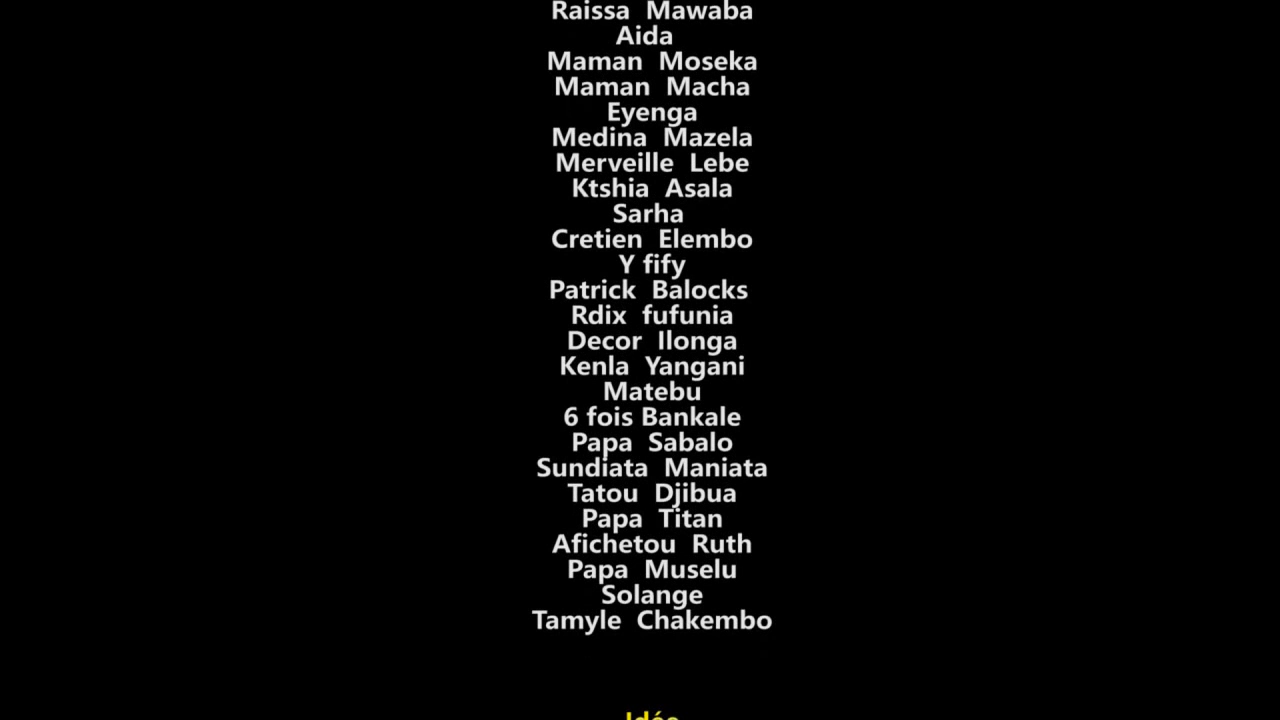 Raissa Mawaba
Aida
Maman Moseka
Maman Macha
Eyenga
Medina Mazela
Merveille Lebe
Ktshia Asala
Sarha
Cretien Elembo
Y fify
Patrick Balocks
Rdix fufunia
Decor Ilonga
Kenla Yangani
Matebu
6 fois Bankale
Papa Sabalo
Sundiata Maniata
Tatou Djibua
Papa Titan
Afichetou Ruth
Papa Muselu
Solange
Tamyle Chakembo
Idée